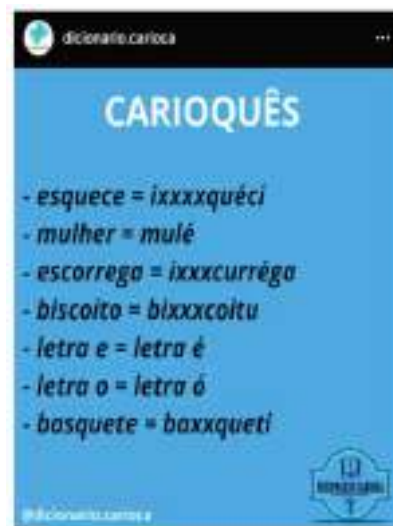 dicionario.carioca
CARIOQUÊS
- esquece = ixxxxquéci
- mulher = mulé
- escorrega = ixxxcurréga
- biscoito = bixxxcoitu
- letra e = letra é
- letra o = letra ó
- basquete = baxxqueti
@dicionario.carioca